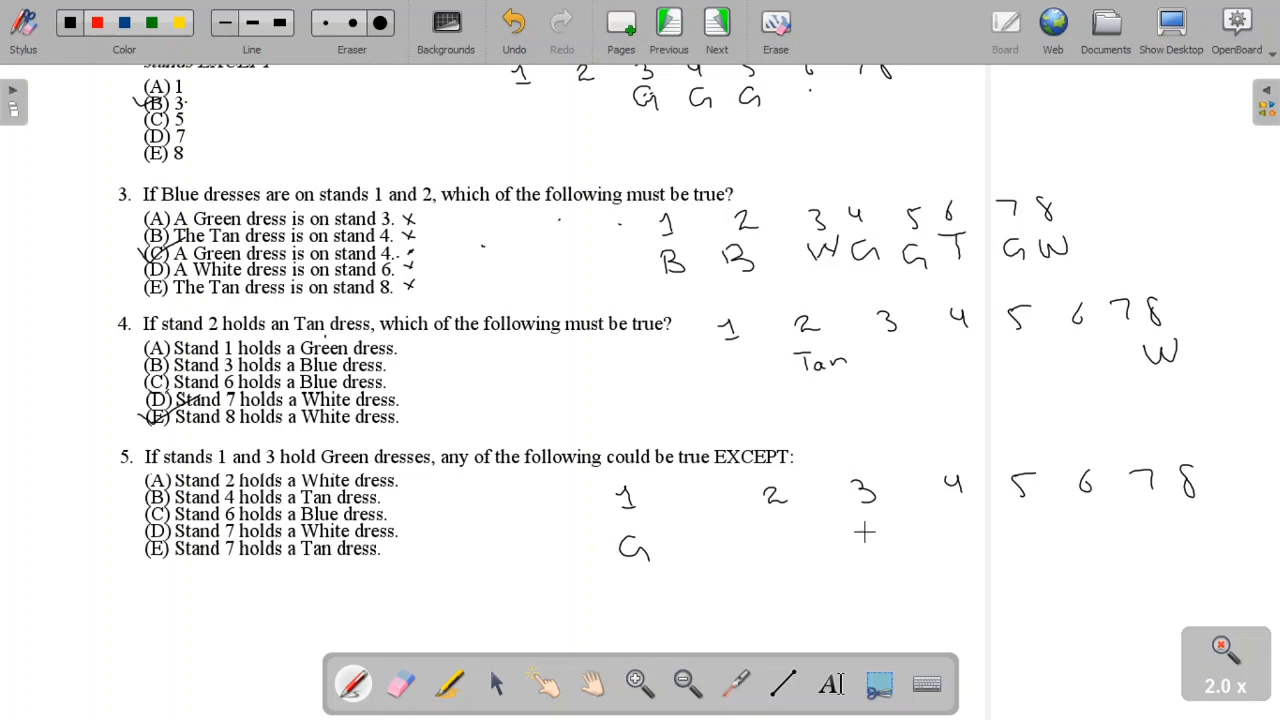 Stylus Color Line Eraser Backgrounds Undo Redo Pages Previous Next Erase Board Web Documents Show Desktop OpenBoard
stands EXCEPT
1 2 3 4 5 6 7 8
(A) 1
G G G
(B) 3
(C) 5
(D) 7
(E) 8
3. If Blue dresses are on stands 1 and 2, which of the following must be true?
(A) A Green dress is on stand 3.
1 2 3 4 5 6 7 8
(B) The Tan dress is on stand 4.
(C) A Green dress is on stand 4.
B B W G G T G W
(D) A White dress is on stand 6.
(E) The Tan dress is on stand 8.
4. If stand 2 holds an Tan dress, which of the following must be true?
1 2 3 4 5 6 7 8
(A) Stand 1 holds a Green dress.
(B) Stand 3 holds a Blue dress.
Tan W
(C) Stand 6 holds a Blue dress.
(D) Stand 7 holds a White dress.
(E) Stand 8 holds a White dress.
5. If stands 1 and 3 hold Green dresses, any of the following could be true EXCEPT:
(A) Stand 2 holds a White dress.
1 2 3 4 5 6 7 8
(B) Stand 4 holds a Tan dress.
(C) Stand 6 holds a Blue dress.
(D) Stand 7 holds a White dress.
(E) Stand 7 holds a Tan dress.
G
2.0 x